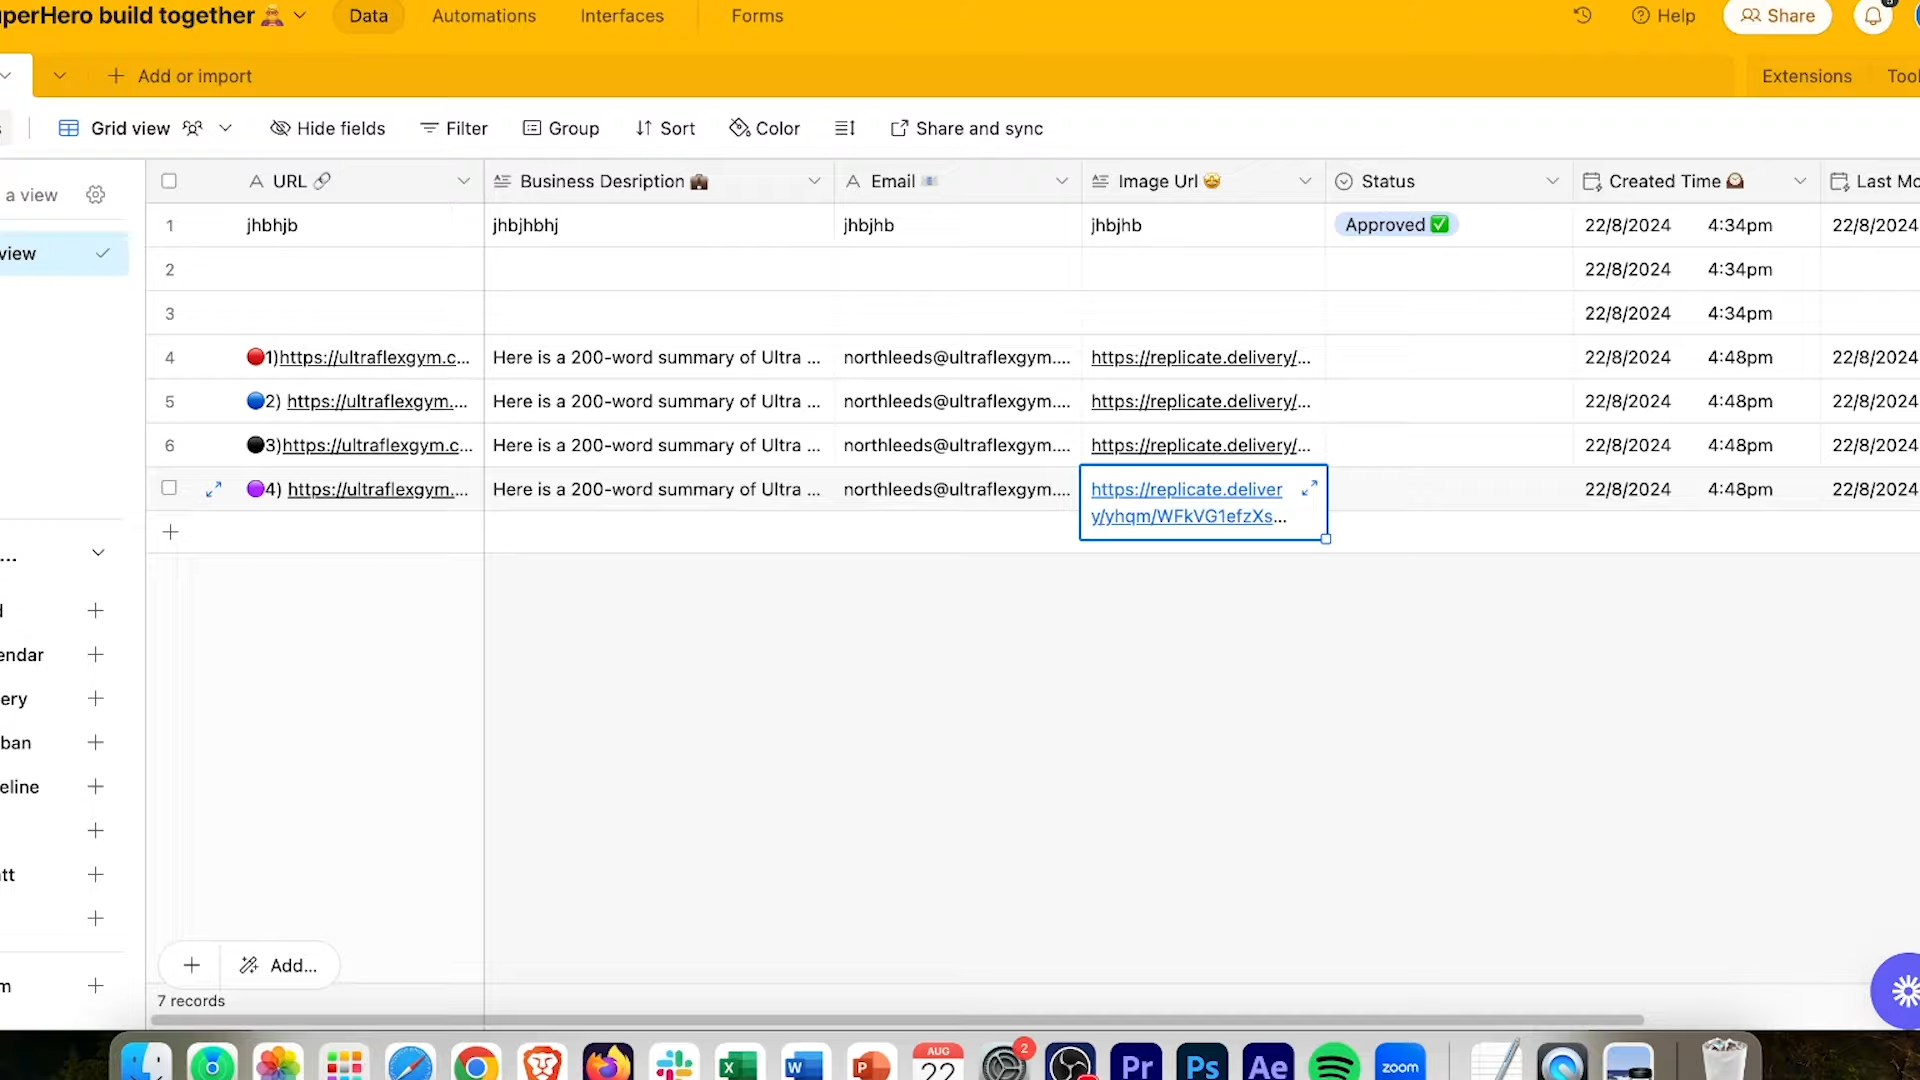 uperHero build together
Data
Automations
Interfaces
Forms
Help
Share
Add or import
Extensions
Grid view
Hide fields
Filter
Group
Sort
Color
Share and sync
a view
URL
Business Desription
Email
Image Url
Status
Created Time
Last Mo
1 jhbhjb jhbjhbhj jhbjhb jhbjhb Approved ✅ 22/8/2024 4:34pm 22/8/2024
view
2 22/8/2024 4:34pm
3 22/8/2024 4:34pm
4 1)https://ultraflexgym.c... Here is a 200-word summary of Ultra ... northleeds@ultraflexgym.... https://replicate.delivery/... 22/8/2024 4:48pm 22/8/2024
5 2) https://ultraflexgym.... Here is a 200-word summary of Ultra ... northleeds@ultraflexgym.... https://replicate.delivery/... 22/8/2024 4:48pm 22/8/2024
6 3)https://ultraflexgym.c... Here is a 200-word summary of Ultra ... northleeds@ultraflexgym.... https://replicate.delivery/... 22/8/2024 4:48pm 22/8/2024
4) https://ultraflexgym.... Here is a 200-word summary of Ultra ... northleeds@ultraflexgym.... https://replicate.deliver 22/8/2024 4:48pm 22/8/2024
y/yhqm/WFkVG1efzXs...
...
endar
ery
ban
eline
tt
m
Add...
7 records
AUG
22
2
X
W
P
Pr
Ps
Ae
zoom